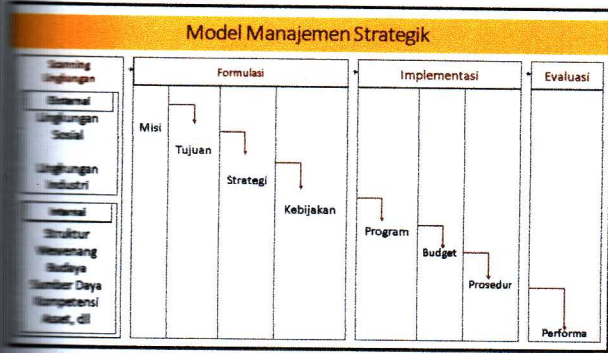 Model Manajemen Strategik
Scanning
Lingkungan
Formulasi
Implementasi
Evaluasi
Eksternal
Lingkungan
Sosial
Lingkungan
Industri
Internal
Struktur
Wewenang
Budaya
Sumber Daya
Kompetensi
Asset, dll
Misi
Tujuan
Strategi
Kebijakan
Program
Budget
Prosedur
Performa